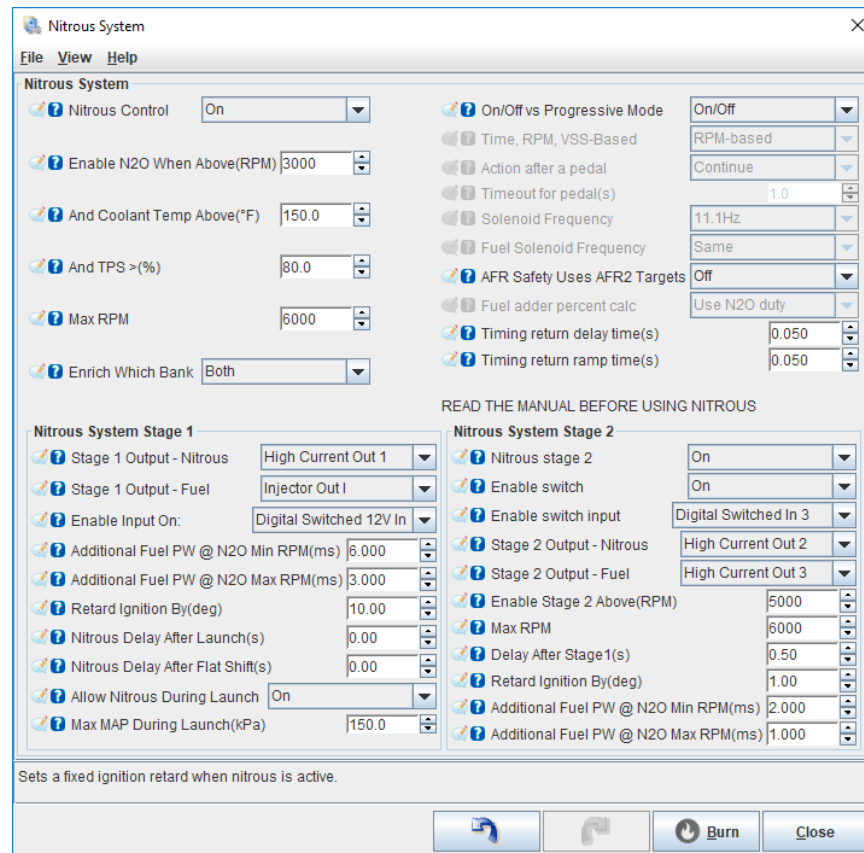 Nitrous System
File View Help
Nitrous System
Nitrous Control On
Enable N2O When Above(RPM) 3000
And Coolant Temp Above(°F) 150.0
And TPS >(%) 80.0
Max RPM 6000
Enrich Which Bank Both
On/Off vs Progressive Mode On/Off
Time, RPM, VSS-Based RPM-based
Action after a pedal Continue
Timeout for pedal(s) 1.0
Solenoid Frequency 11.1Hz
Fuel Solenoid Frequency Same
AFR Safety Uses AFR2 Targets Off
Fuel adder percent calc Use N2O duty
Timing return delay time(s) 0.050
Timing return ramp time(s) 0.050
READ THE MANUAL BEFORE USING NITROUS
Nitrous System Stage 1
Stage 1 Output - Nitrous High Current Out 1
Stage 1 Output - Fuel Injector Out I
Enable Input On: Digital Switched 12V In
Additional Fuel PW @ N2O Min RPM(ms) 6.000
Additional Fuel PW @ N2O Max RPM(ms) 3.000
Retard Ignition By(deg) 10.00
Nitrous Delay After Launch(s) 0.00
Nitrous Delay After Flat Shift(s) 0.00
Allow Nitrous During Launch On
Max MAP During Launch(kPa) 150.0
Nitrous System Stage 2
Nitrous stage 2 On
Enable switch On
Enable switch input Digital Switched In 3
Stage 2 Output - Nitrous High Current Out 2
Stage 2 Output - Fuel High Current Out 3
Enable Stage 2 Above(RPM) 5000
Max RPM 6000
Delay After Stage1(s) 0.50
Retard Ignition By(deg) 1.00
Additional Fuel PW @ N2O Min RPM(ms) 2.000
Additional Fuel PW @ N2O Max RPM(ms) 1.000
Sets a fixed ignition retard when nitrous is active.
Burn Close